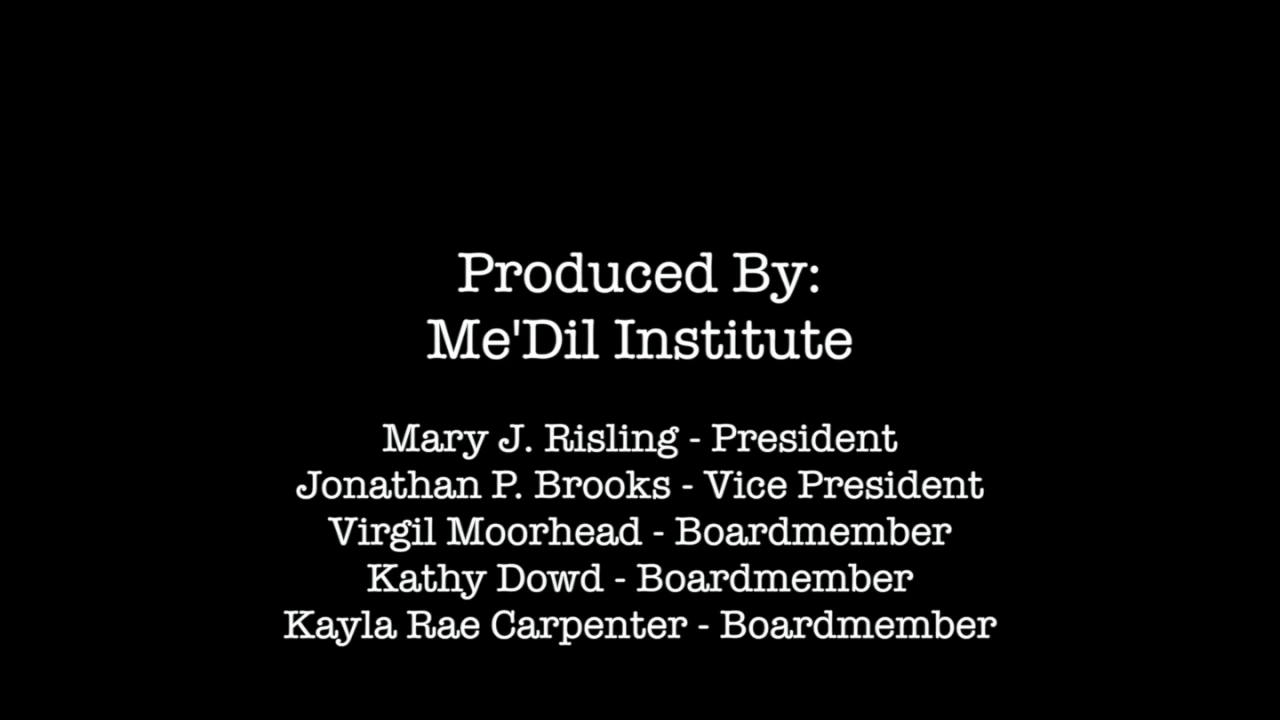 Produced By:
Me'Dil Institute
Mary J. Risling - President
Jonathan P. Brooks - Vice President
Virgil Moorhead - Boardmember
Kathy Dowd - Boardmember
Kayla Rae Carpenter - Boardmember